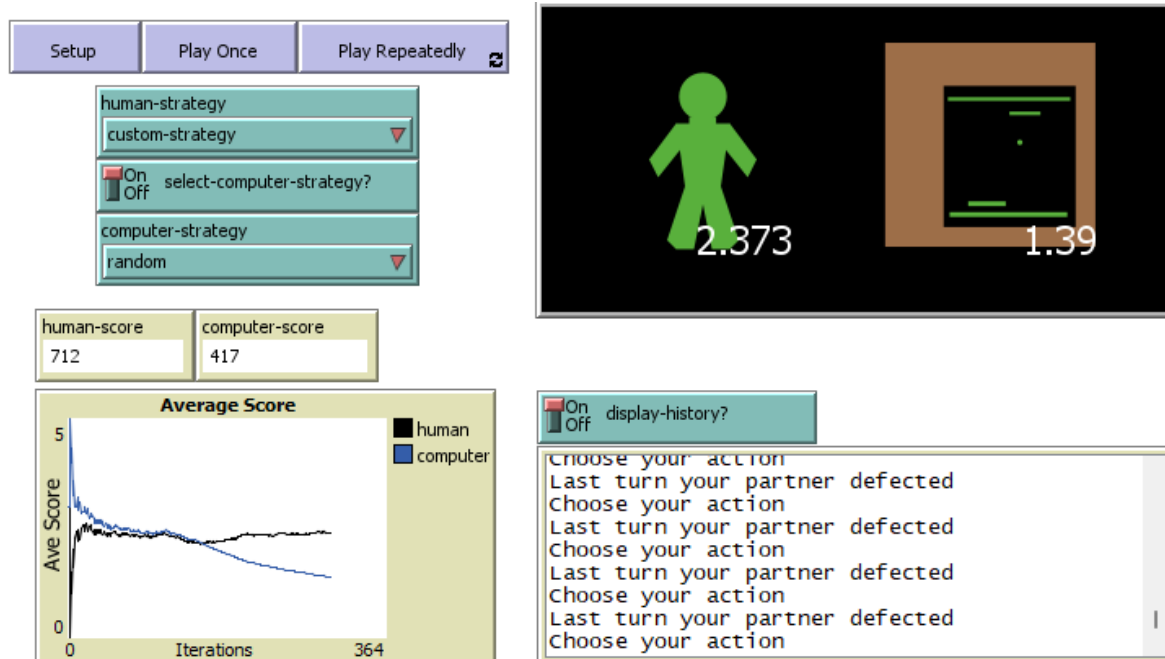 Setup
Play Once
Play Repeatedly
human-strategy
custom-strategy
On
Off
select-computer-strategy?
computer-strategy
random
2.373
1.39
human-score
712
computer-score
417
Average Score
5
Ave Score
0
0
Iterations
364
human
computer
On
Off
display-history?
Choose your action
Last turn your partner defected
Choose your action
Last turn your partner defected
Choose your action
Last turn your partner defected
Choose your action
Last turn your partner defected
Choose your action